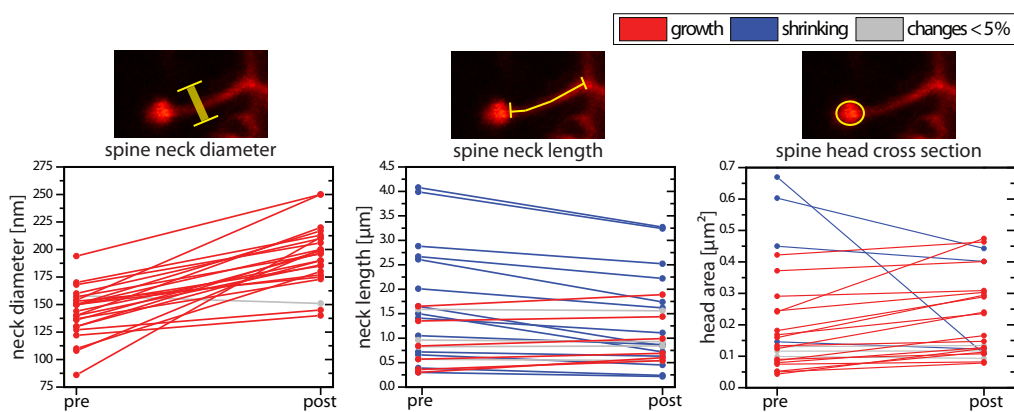 growth shrinking changes < 5%
spine neck diameter
neck diameter [nm]
275
250
225
200
175
150
125
100
75
pre post
spine neck length
neck length [µm]
4.5
4.0
3.5
3.0
2.5
2.0
1.5
1.0
0.5
0.0
pre post
spine head cross section
head area [µm²]
0.7
0.6
0.5
0.4
0.3
0.2
0.1
0.0
pre post